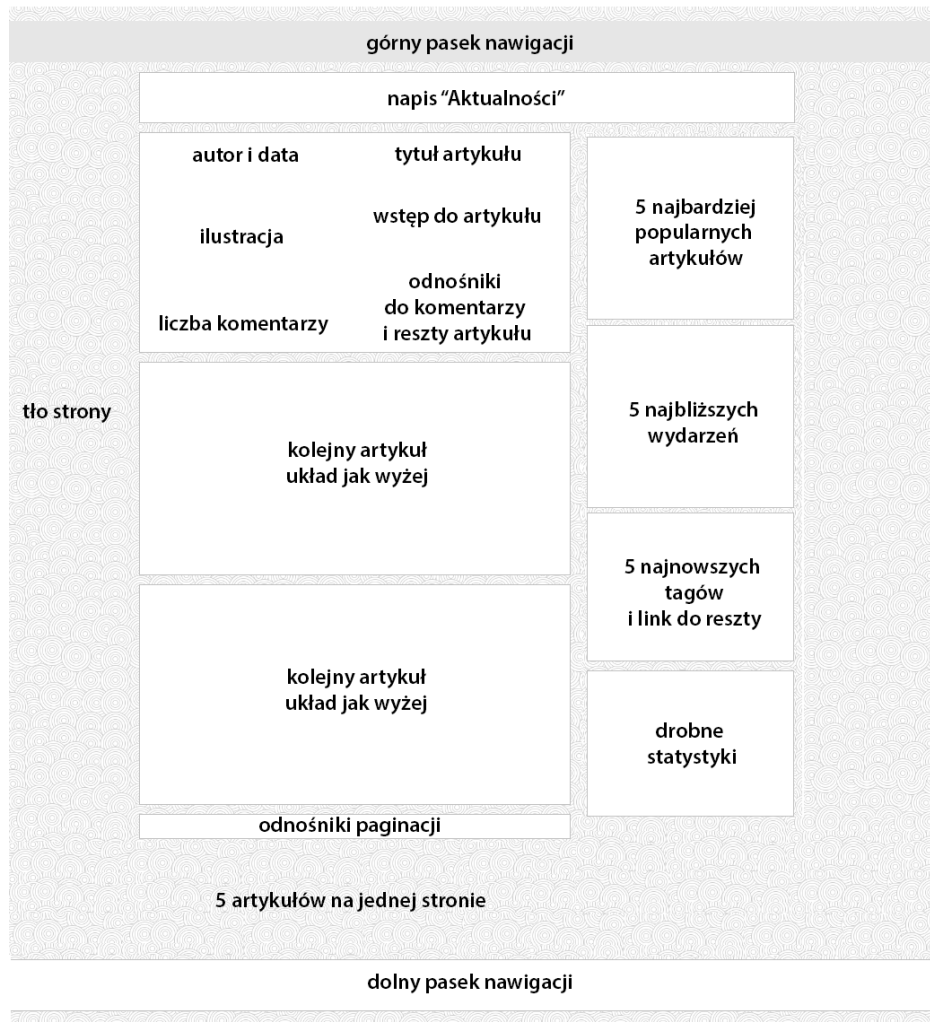 górny pasek nawigacji
napis “Aktualności”
autor i data
tytuł artykułu
ilustracja
wstęp do artykułu
liczba komentarzy
odnośniki
do komentarzy
i reszty artykułu
5 najbardziej
popularnych
artykułów
tło strony
kolejny artykuł
układ jak wyżej
5 najbliższych
wydarzeń
5 najnowszych
tagów
i link do reszty
kolejny artykuł
układ jak wyżej
drobne
statystyki
odnośniki paginacji
5 artykułów na jednej stronie
dolny pasek nawigacji